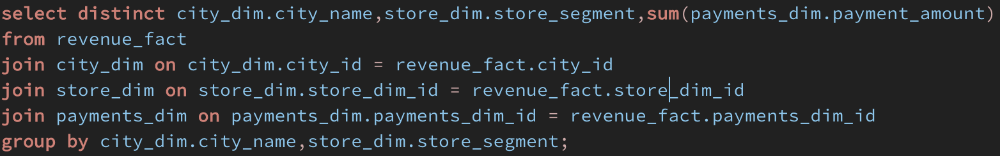 select distinct city_dim.city_name,store_dim.store_segment,sum(payments_dim.payment_amount)
from revenue_fact
join city_dim on city_dim.city_id = revenue_fact.city_id
join store_dim on store_dim.store_dim_id = revenue_fact.store_dim_id
join payments_dim on payments_dim.payments_dim_id = revenue_fact.payments_dim_id
group by city_dim.city_name,store_dim.store_segment;